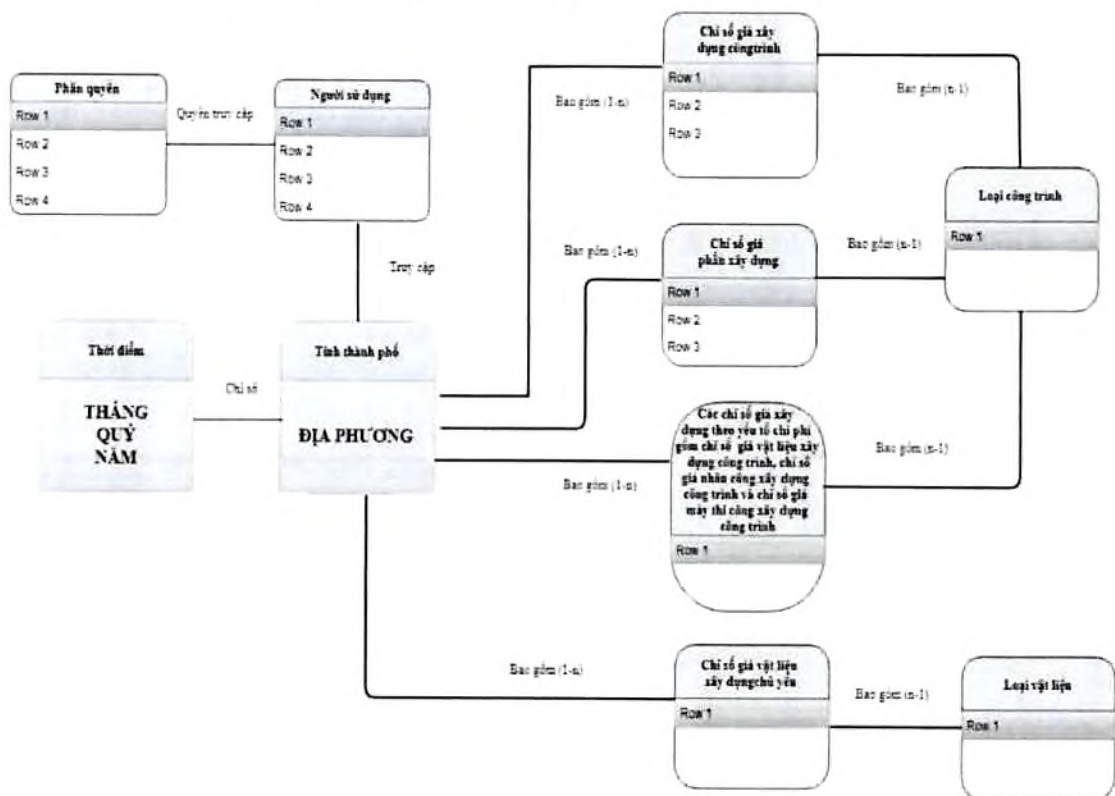 Phân quyền
Row 1
Row 2
Row 3
Row 4
Quyền truy cập
Người sử dụng
Row 1
Row 2
Row 3
Row 4
Truy cập
Thời điểm
THÁNG
QUÝ
NĂM
Chỉ số
Tỉnh thành phố
ĐỊA PHƯƠNG
Bao gồm (1-n)
Chỉ số giá xây
dựng côngtrình
Row 1
Row 2
Row 3
Bao gồm (n-1)
Bao gồm (1-n)
Chỉ số giá
phần xây dựng
Row 1
Row 2
Row 3
Bao gồm (n-1)
Loại công trình
Row 1
Bao gồm (1-n)
Các chỉ số giá xây
dựng theo yếu tố chi phí
gồm chỉ số giá vật liệu xây
dựng công trình, chỉ số
giá nhân công xây dựng
công trình và chỉ số giá
máy thi công xây dựng
công trình
Row 1
Bao gồm (n-1)
Bao gồm (1-n)
Chỉ số giá vật liệu
xây dựngchủ yếu
Row 1
Bao gồm (n-1)
Loại vật liệu
Row 1